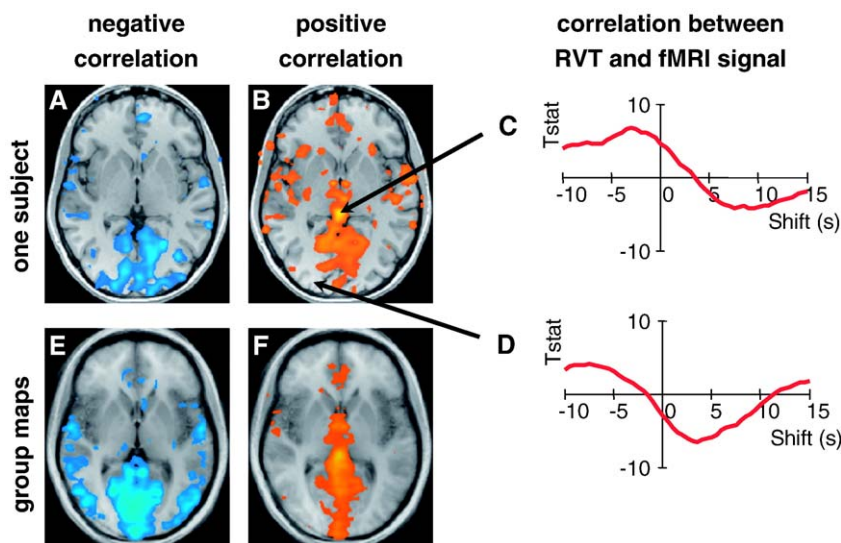 negative
correlation
positive
correlation
correlation between
RVT and fMRI signal
one subject
A
B
C
Tstat
10
-10 -5 0 5 10 15
Shift (s)
-10
D
Tstat
10
-10 -5 0 5 10 15
Shift (s)
-10
group maps
E
F